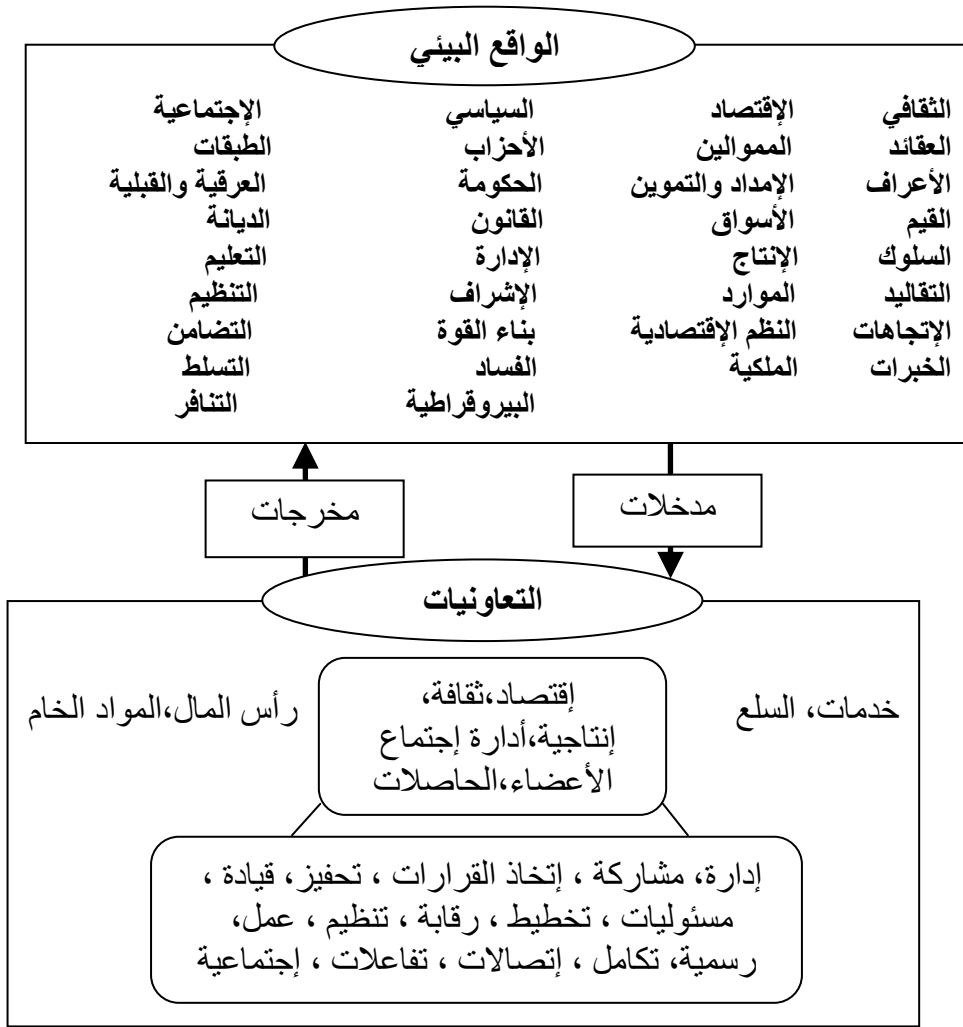 الواقع البيئي
الثقافي الإقتصاد السياسي الإجتماعية
العقائد المموالين الأحزاب الطبقات
الأعراف الإمداد والتموين الحكومة العرقية والقبلية
القيم الأسواق القانون الديانة
السلوك الإنتاج الإدارة التعليم
التقاليد الموارد الإشراف التنظيم
الإتجاهات النظم الإقتصادية بناء القوة التضامن
الخبرات الملكية الفساد التسلط
البيروقراطية التنافر
مدخلات مخرجات
التعاونيات
خدمات، السلع
إقتصاد،ثقافة،
إنتاجية،أدارة إجتماع
الأعضاء،الحاصلات
رأس المال،المواد الخام
إدارة، مشاركة ، إتخاذ القرارات ، تحفيز، قيادة ،
مسئوليات ، تخطيط ، رقابة ، تنظيم ، عمل،
رسمية، تكامل ، إتصالات ، تفاعلات ، إجتماعية